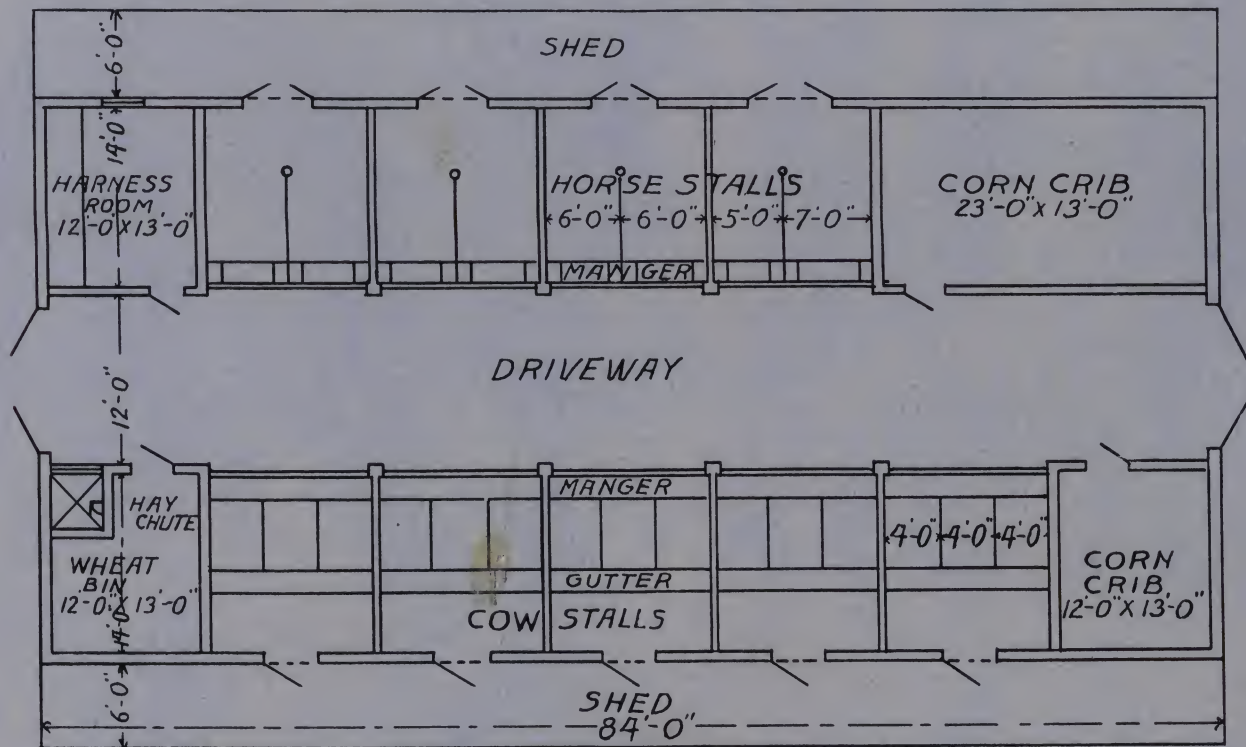 6'-0"
SHED
14'-0"
HARNESS
ROOM
12'-0"X13'-0"
HORSE STALLS
6'-0" 6'-0" 5'-0" 7'-0"
MANGER
CORN CRIB
23'-0"X 13'-0"
12'-0"
DRIVEWAY
HAY
CHUTE
WHEAT
BIN
12'-0"X 13'-0"
14'-0"
MANGER
4'-0" 4'-0" 4'-0"
GUTTER
COW STALLS
CORN
CRIB
12'-0"X 13'-0"
6'-0"
SHED
84'-0"